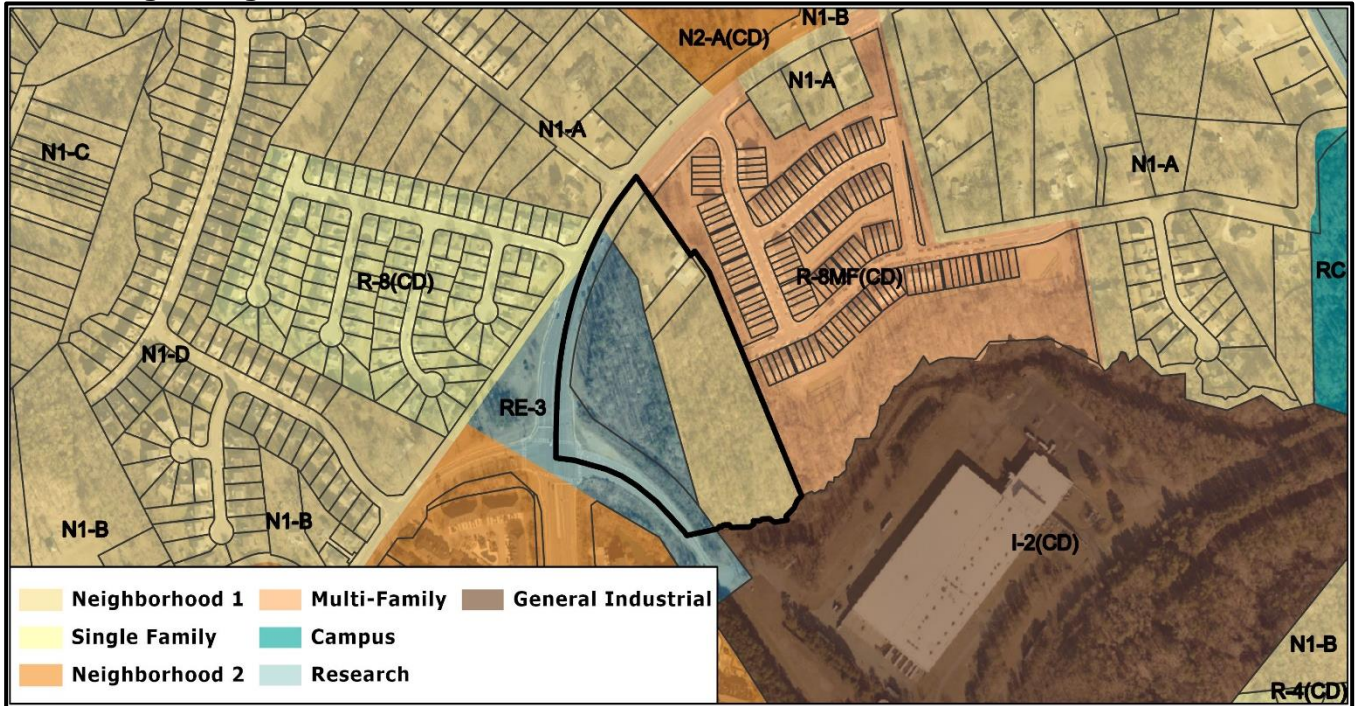 N1-B
N2-A(CD)
N1-A
N1-A
N1-C
N1-A
R-8(CD)
R-8MF(CD)
RC
N1-D
RE-3
N1-B
N1-B
I-2(CD)
Neighborhood 1
Multi-Family
General Industrial
Single Family
Campus
Neighborhood 2
Research
N1-B
R-4(CD)